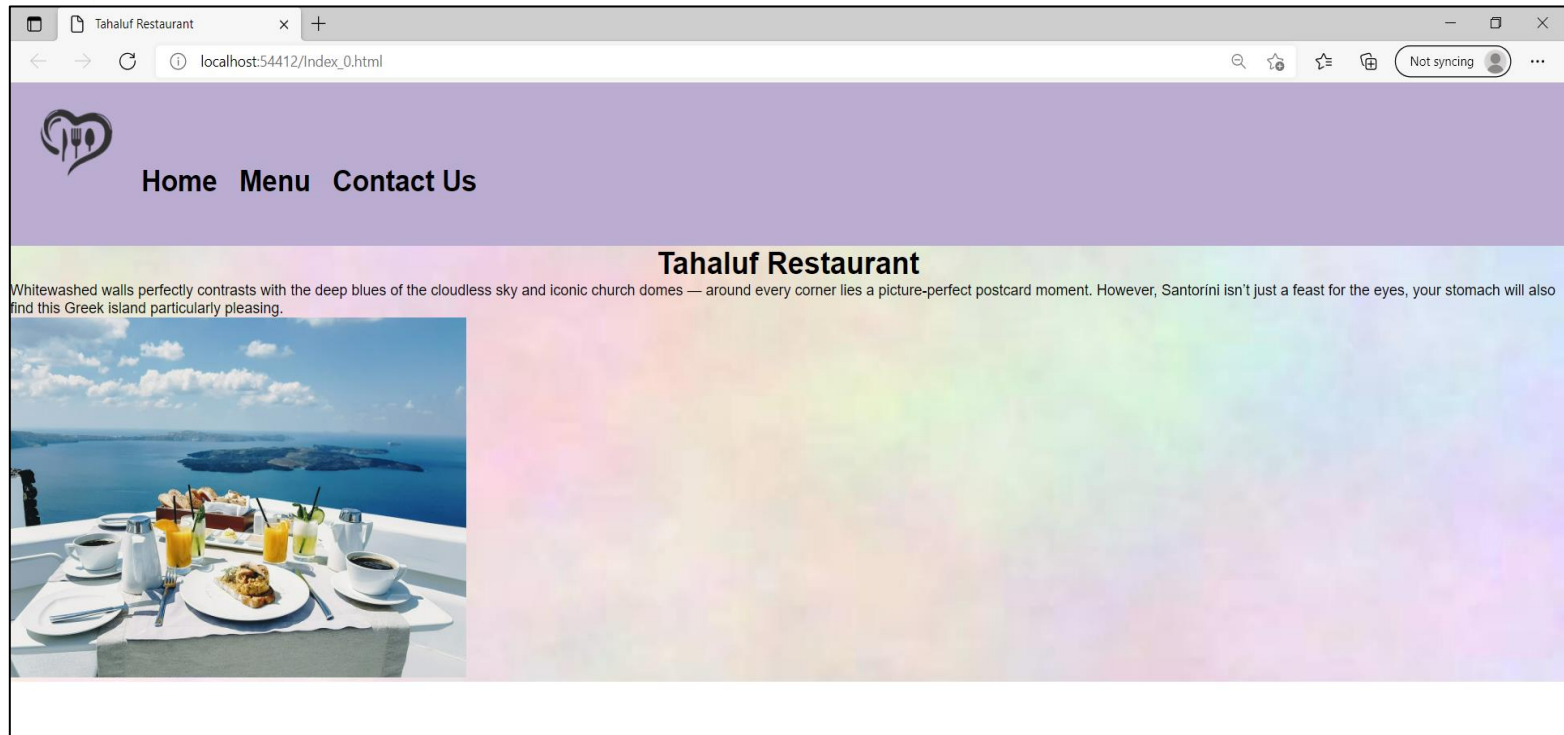 Tahaluf Restaurant
localhost:54412/Index_0.html
Not syncing
Home Menu Contact Us
Tahaluf Restaurant
Whitewashed walls perfectly contrasts with the deep blues of the cloudless sky and iconic church domes — around every corner lies a picture-perfect postcard moment. However, Santoríni isn't just a feast for the eyes, your stomach will also
find this Greek island particularly pleasing.